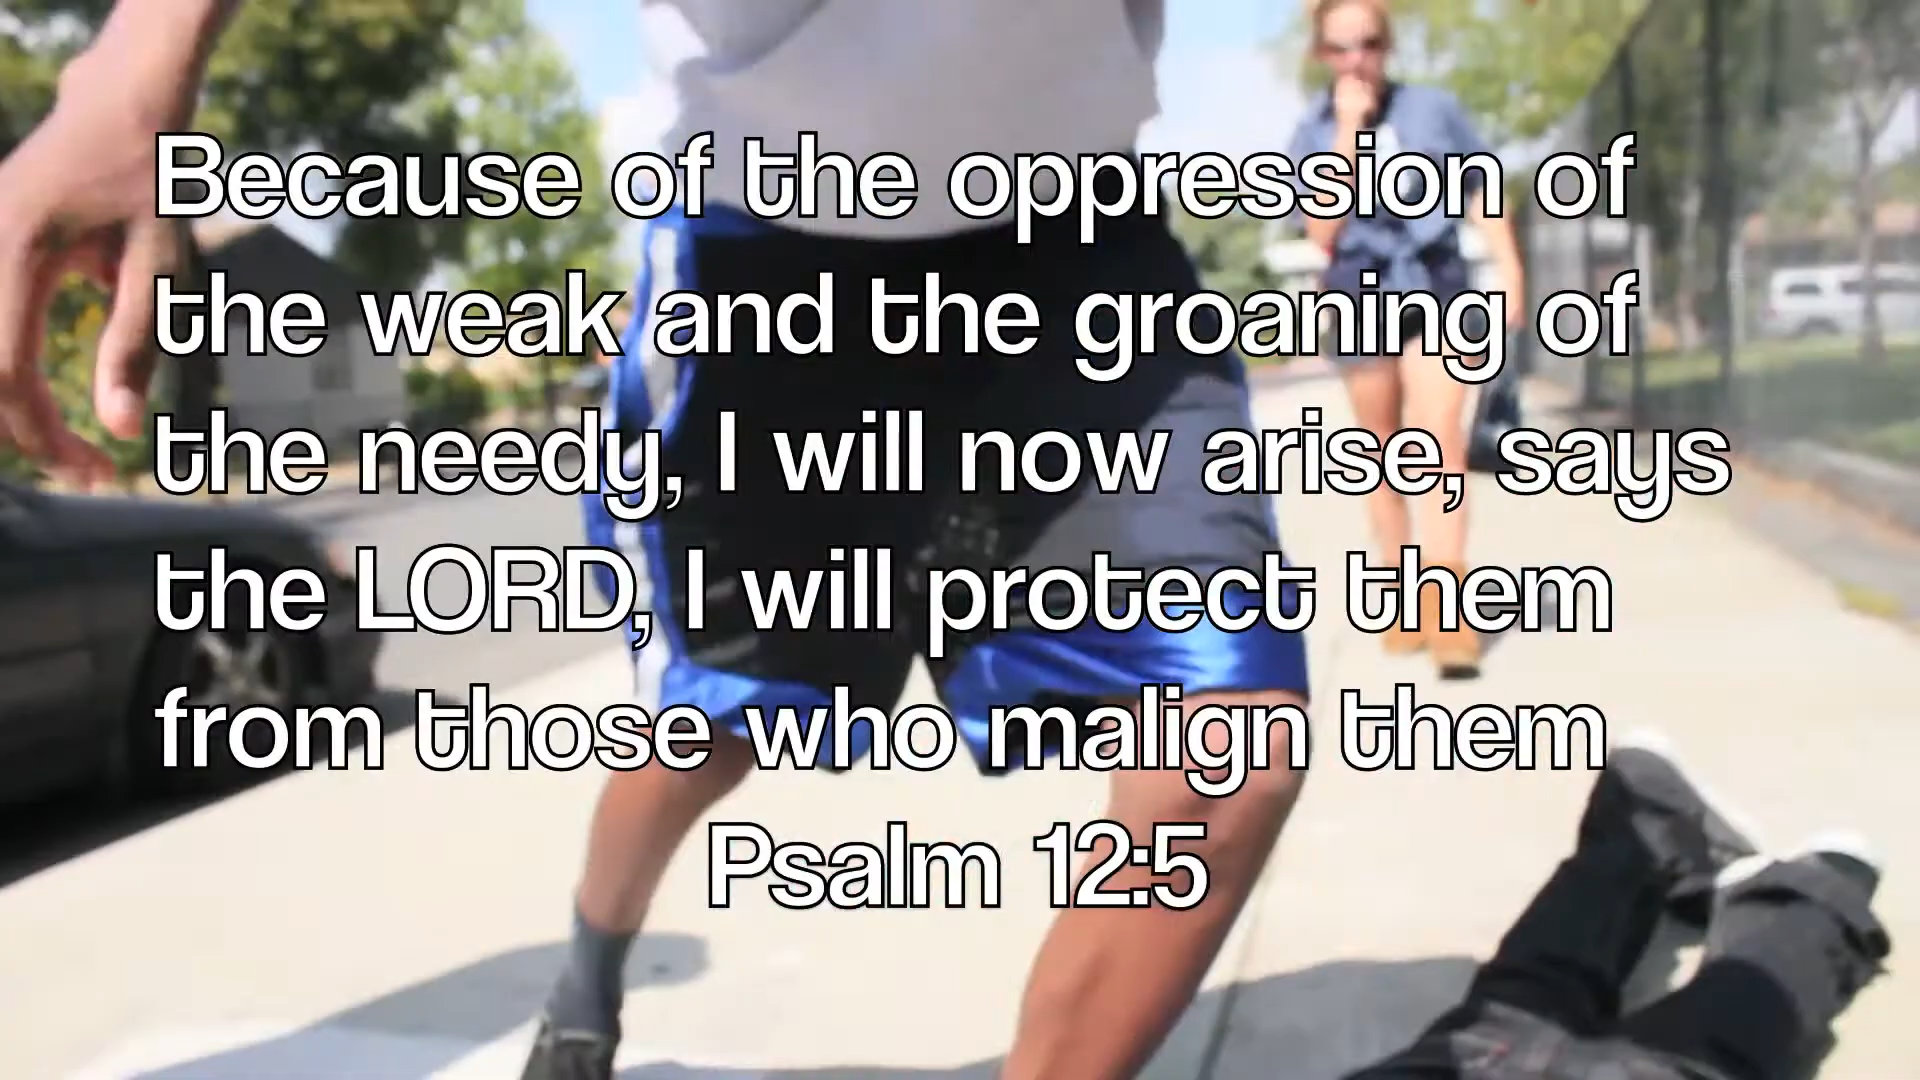 Because of the oppression of
the weak and the groaning of
the needy, I will now arise, says
the LORD, I will protect them
from those who malign them
Psalm 12:5